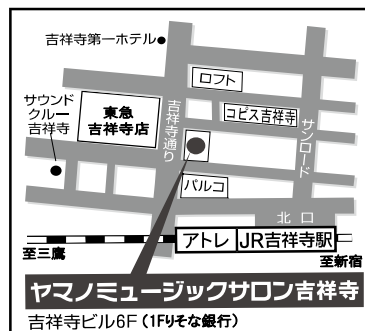 吉祥寺第一ホテル
ロフト
サウンド
クルー
吉祥寺
東急
吉祥寺店
吉祥寺通り
コピス吉祥寺
サンロード
パルコ
北口
アトレ
JR吉祥寺駅
至三鷹
至新宿
ヤマノミュージックサロン吉祥寺
吉祥寺ビル6F (1Fりそな銀行)